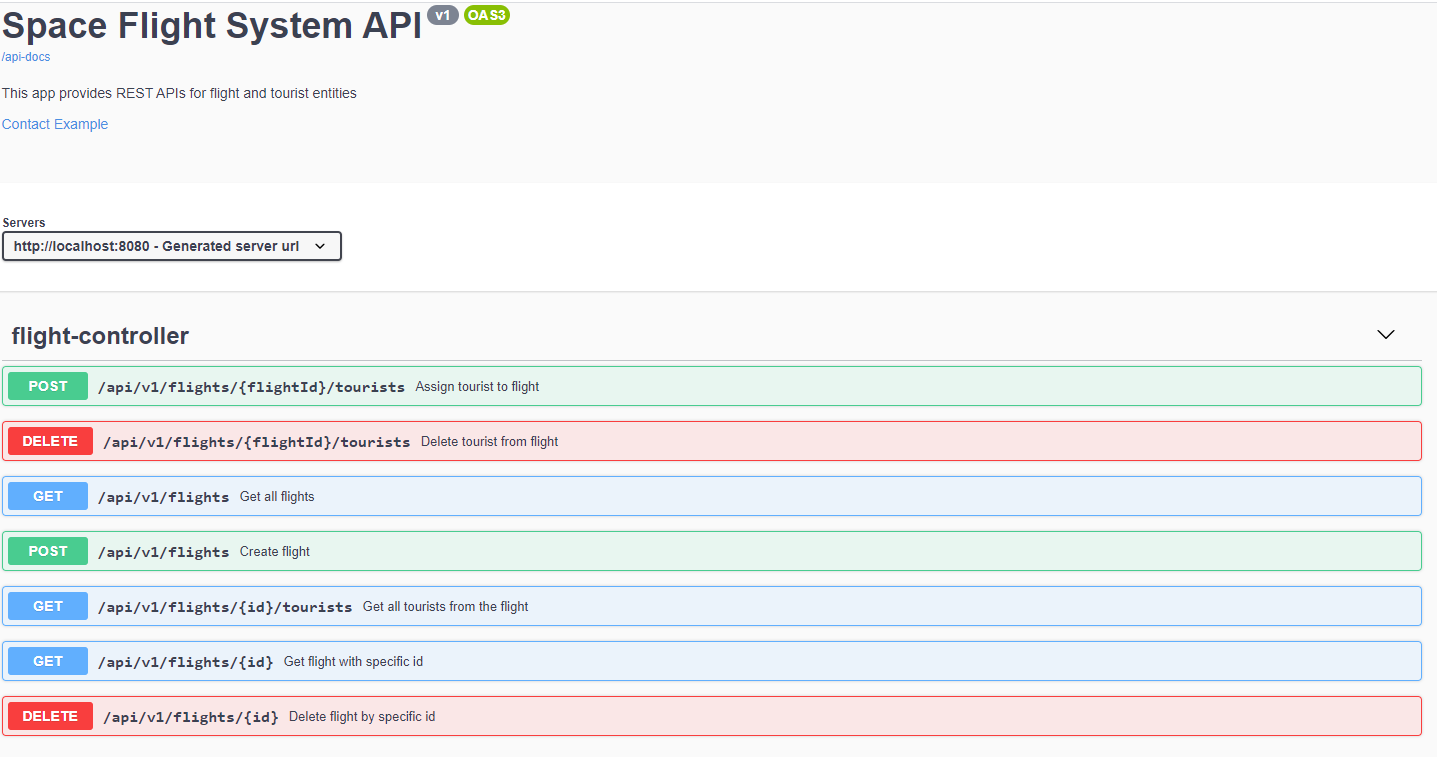 Space Flight System API v1 OAS3
/api-docs
This app provides REST APIs for flight and tourist entities
Contact Example
Servers
http://localhost:8080 - Generated server url
flight-controller
POST /api/v1/flights/{flightId}/tourists Assign tourist to flight
DELETE /api/v1/flights/{flightId}/tourists Delete tourist from flight
GET /api/v1/flights Get all flights
POST /api/v1/flights Create flight
GET /api/v1/flights/{id}/tourists Get all tourists from the flight
GET /api/v1/flights/{id} Get flight with specific id
DELETE /api/v1/flights/{id} Delete flight by specific id